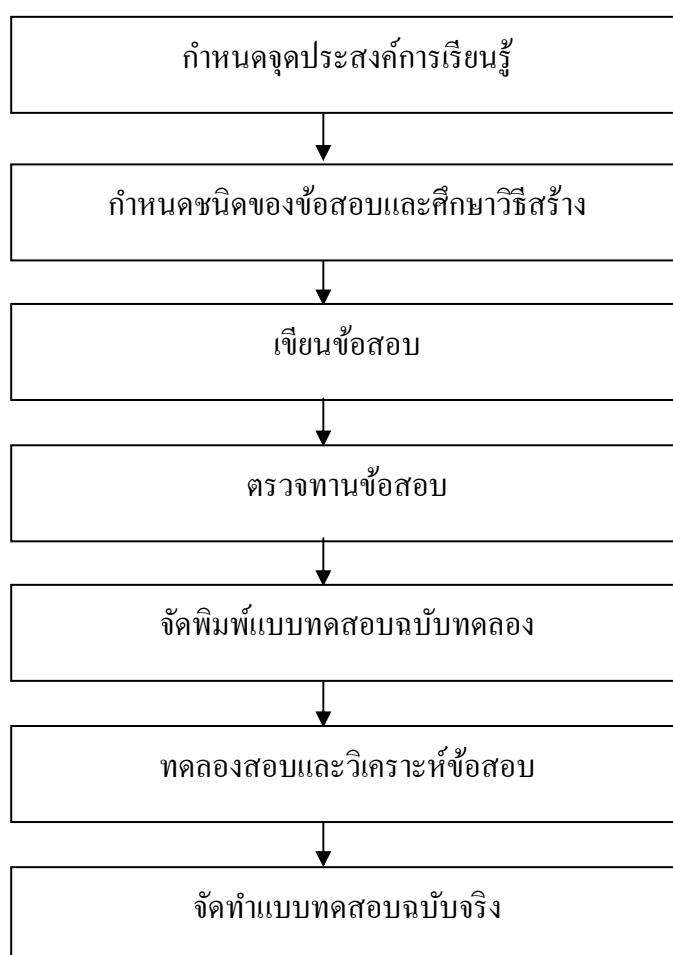 กำหนดจุดประสงค์การเรียนรู้
กำหนดชนิดของข้อสอบและศึกษาวิธีสร้าง
เขียนข้อสอบ
ตรวจทานข้อสอบ
จัดพิมพ์แบบทดสอบฉบับทดลอง
ทดลองสอบและวิเคราะห์ข้อสอบ
จัดทำแบบทดสอบฉบับจริง